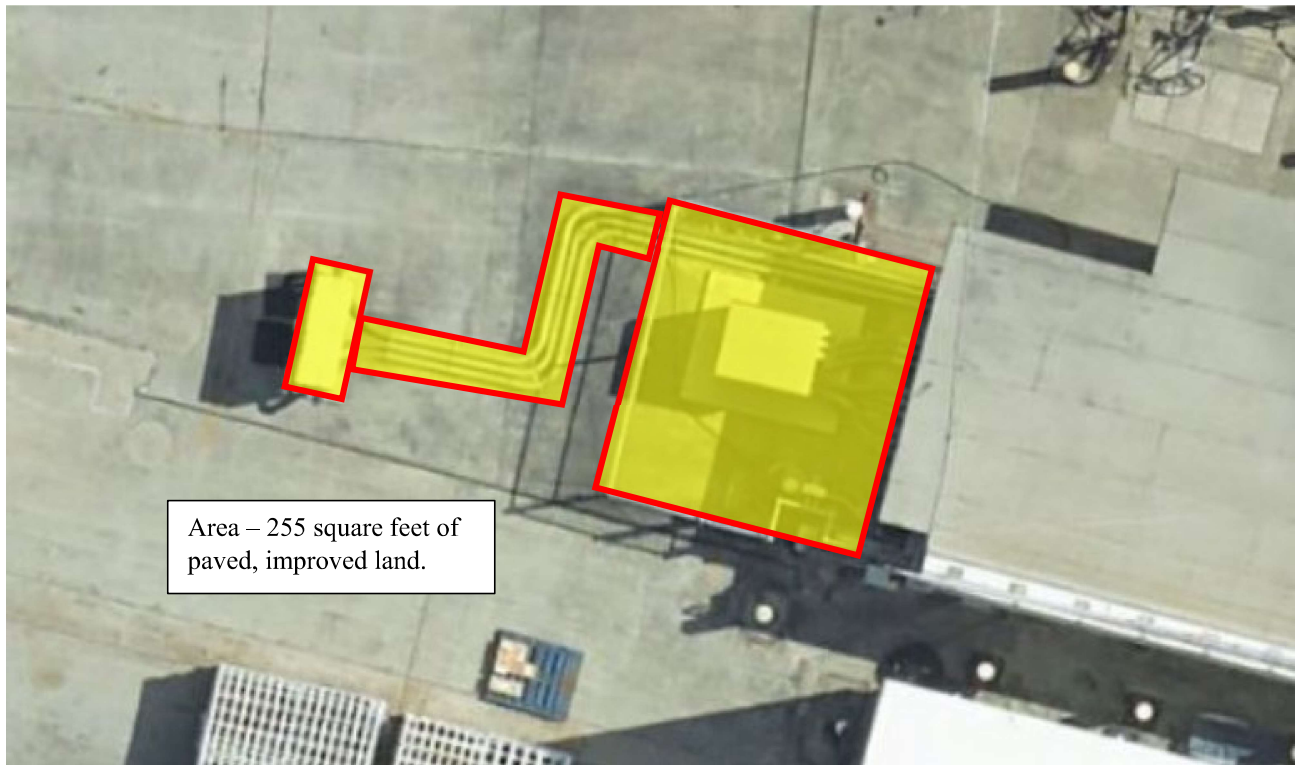 Area – 255 square feet of
paved, improved land.